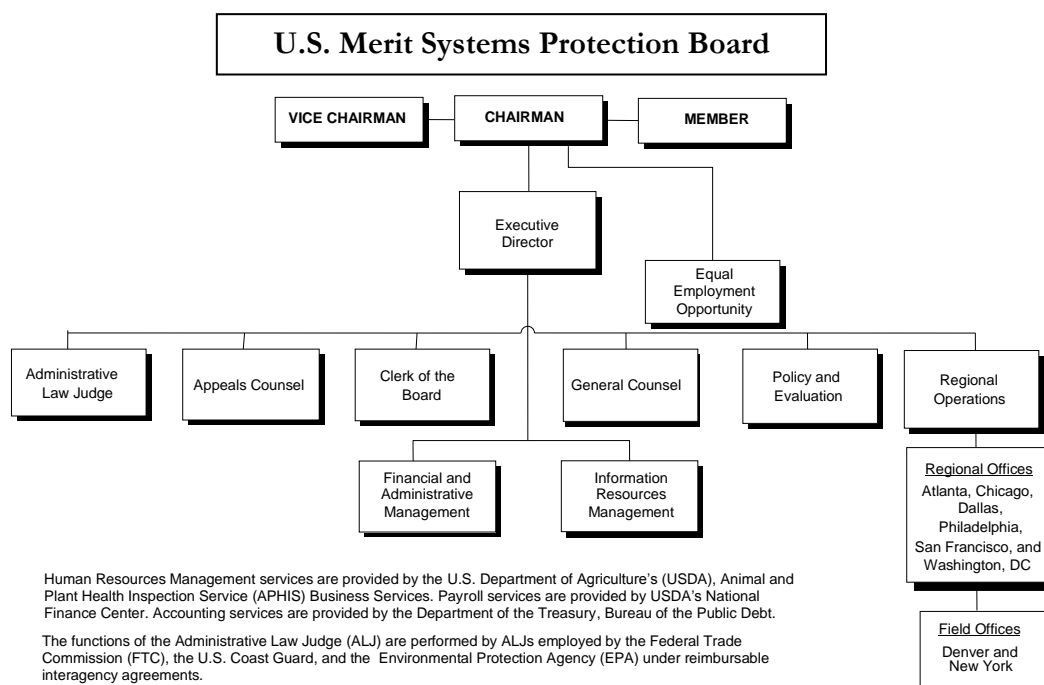 U.S. Merit Systems Protection Board
VICE CHAIRMAN
CHAIRMAN
MEMBER
Executive
Director
Equal
Employment
Opportunity
Administrative
Law Judge
Appeals Counsel
Clerk of the
Board
General Counsel
Policy and
Evaluation
Regional
Operations
Financial and
Administrative
Management
Information
Resources
Management
Regional Offices
Atlanta, Chicago,
Dallas,
Philadelphia,
San Francisco, and
Washington, DC
Field Offices
Denver and
New York
Human Resources Management services are provided by the U.S. Department of Agriculture's (USDA), Animal and
Plant Health Inspection Service (APHIS) Business Services. Payroll services are provided by USDA's National
Finance Center. Accounting services are provided by the Department of the Treasury, Bureau of the Public Debt.
The functions of the Administrative Law Judge (ALJ) are performed by ALJs employed by the Federal Trade
Commission (FTC), the U.S. Coast Guard, and the Environmental Protection Agency (EPA) under reimbursable
interagency agreements.